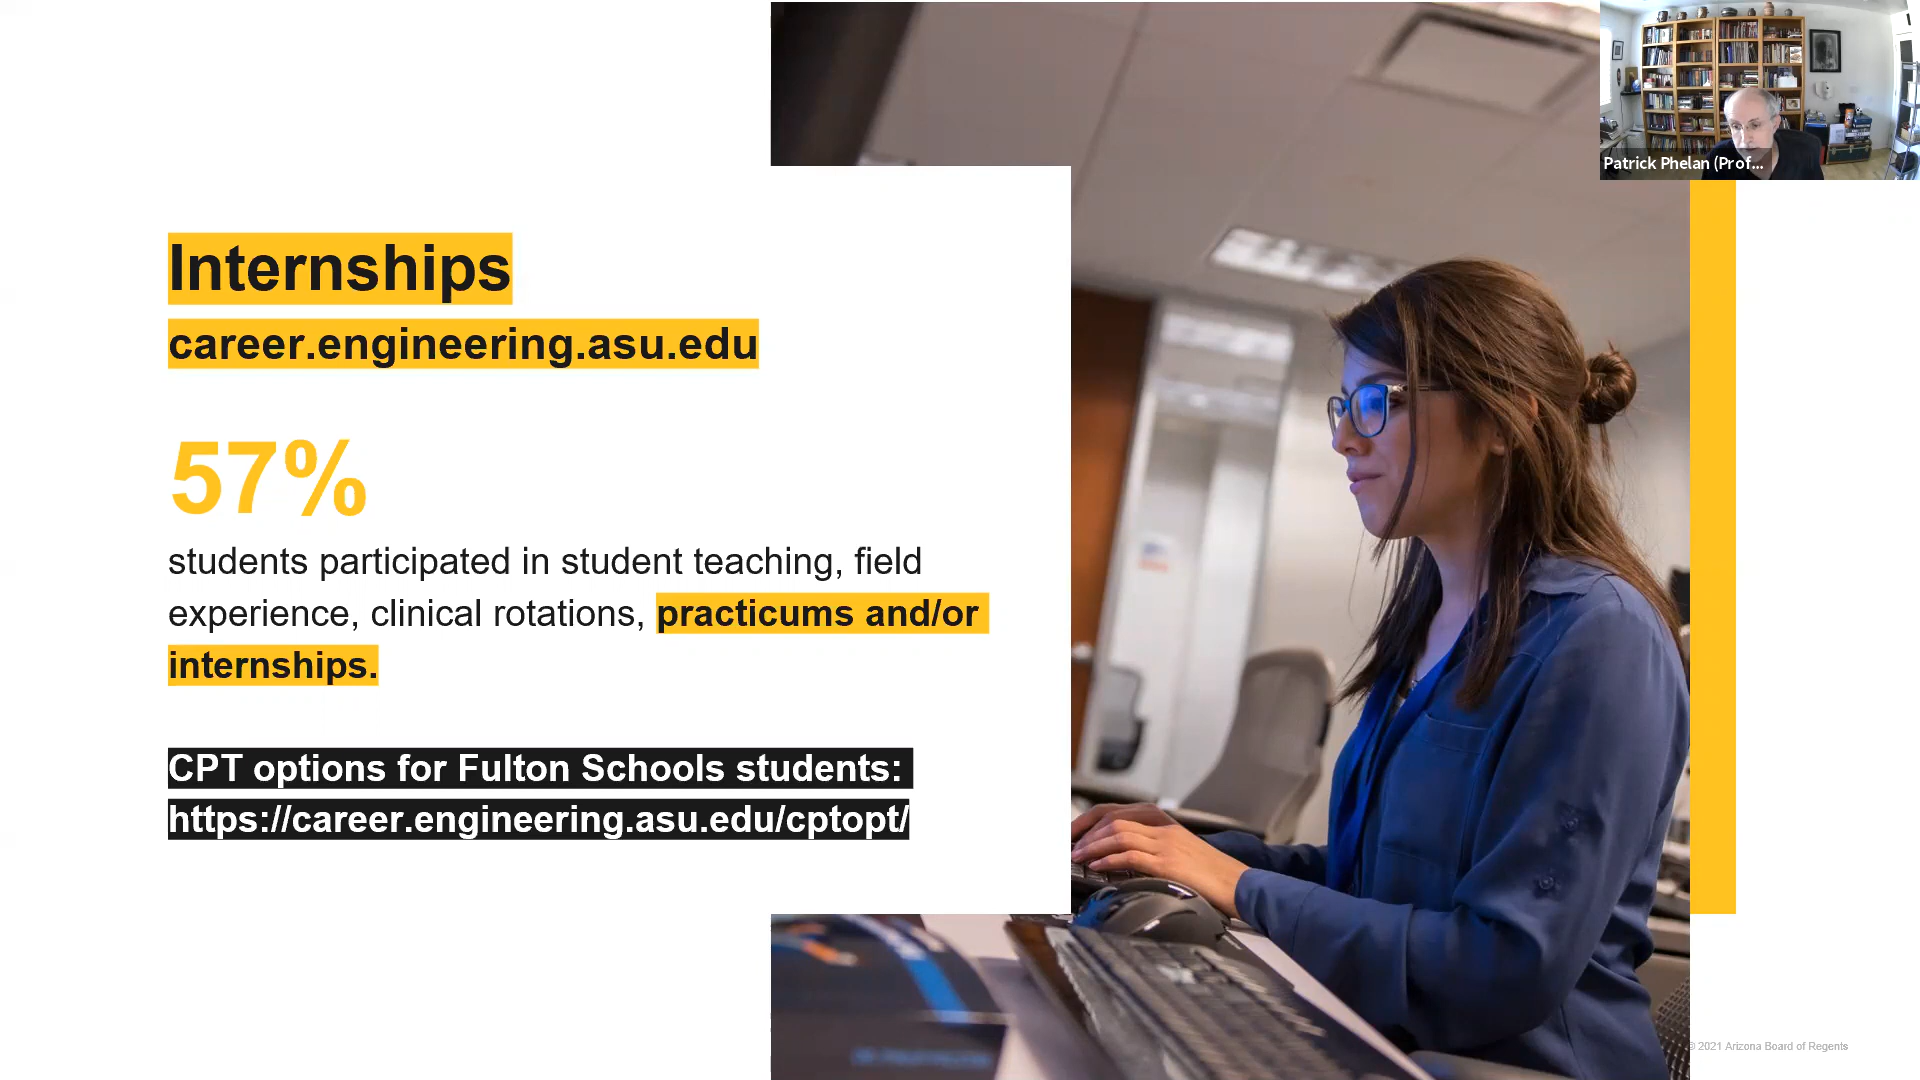 Patrick Phelan (Prof...
Internships
career.engineering.asu.edu
57%
students participated in student teaching, field
experience, clinical rotations, practicums and/or
internships.
CPT options for Fulton Schools students:
https://career.engineering.asu.edu/cptopt/
© 2021 Arizona Board of Regents